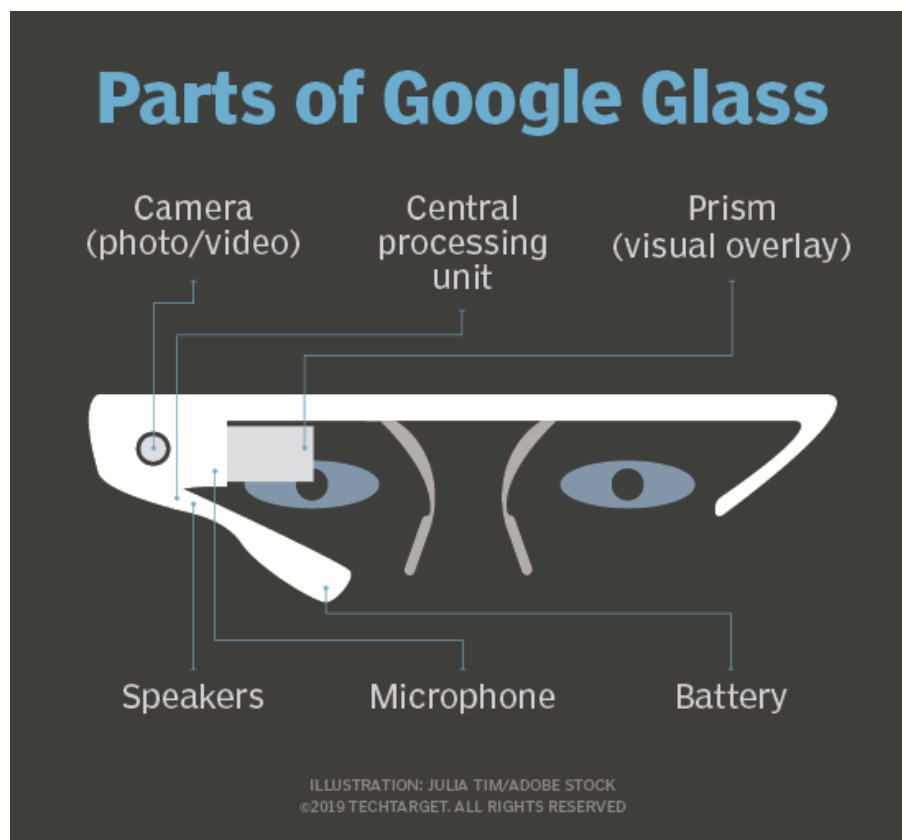 Parts of Google Glass
Camera
(photo/video)
Central
processing
unit
Prism
(visual overlay)
Speakers
Microphone
Battery
ILLUSTRATION: JULIA TIM/ADOBE STOCK
©2019 TECHTARGET. ALL RIGHTS RESERVED